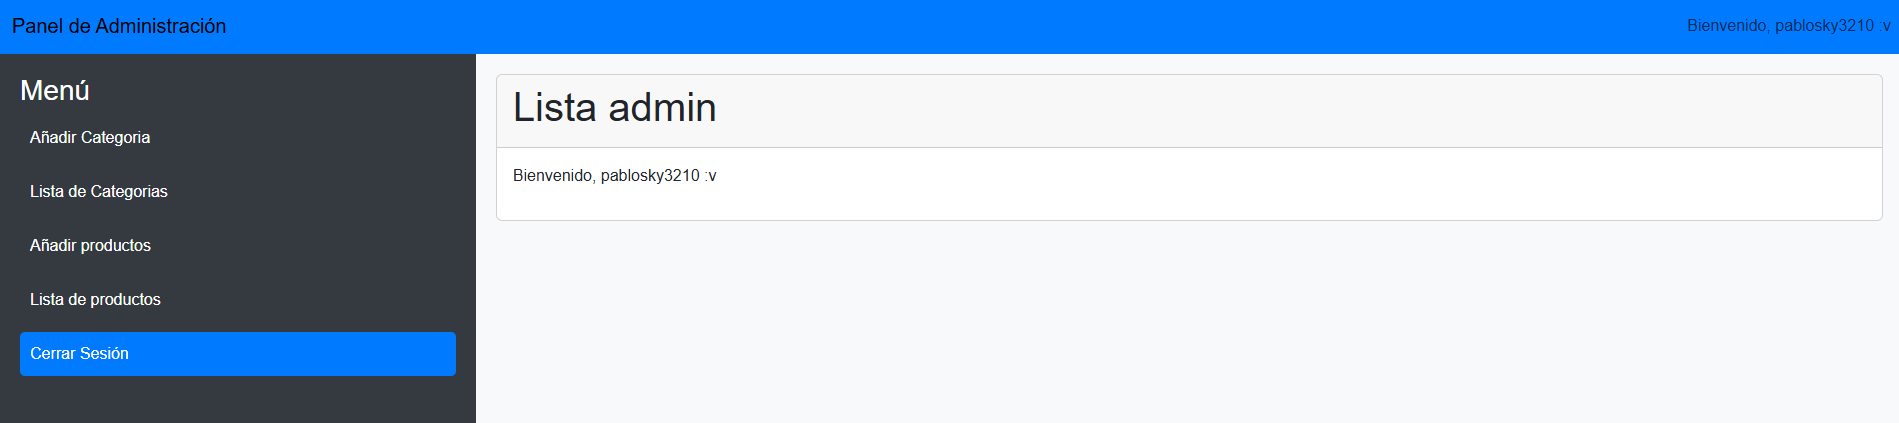 Panel de Administración
Bienvenido, pablosky3210 :v
Menú
Añadir Categoria
Lista de Categorias
Añadir productos
Lista de productos
Cerrar Sesión
Lista admin
Bienvenido, pablosky3210 :v